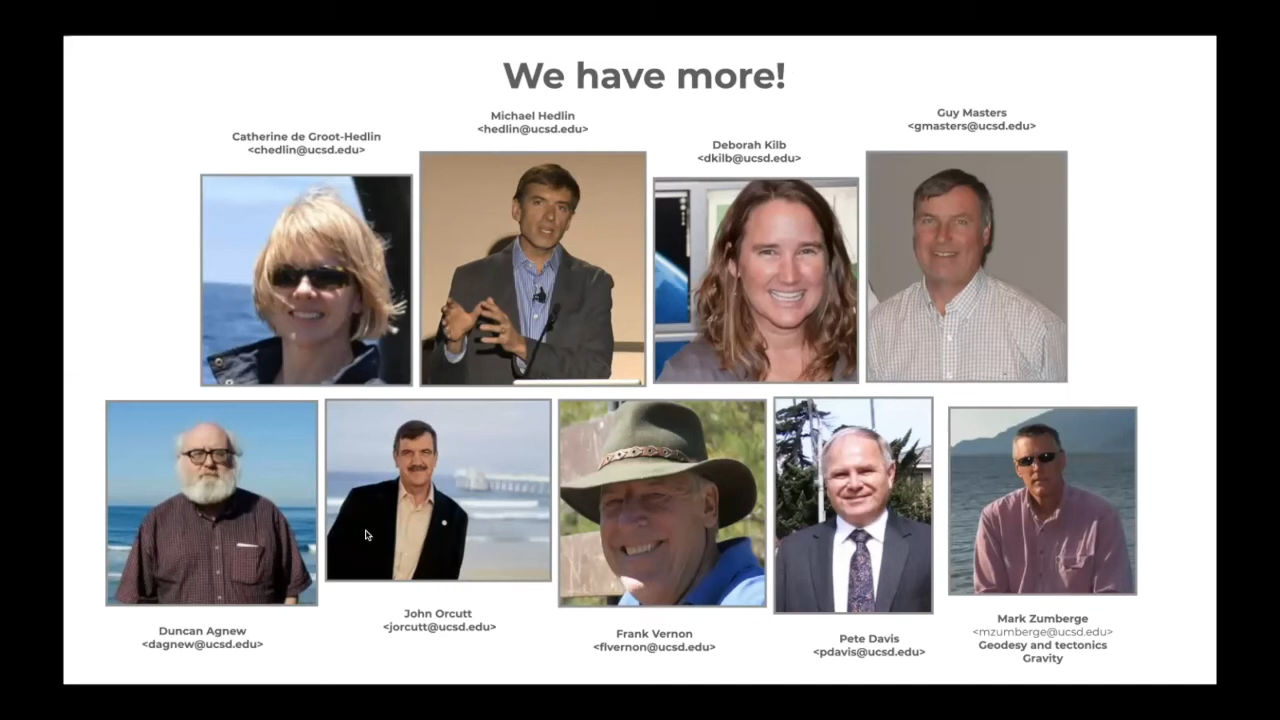 We have more!
Catherine de Groot-Hedlin
<chedlin@ucsd.edu>
Michael Hedlin
<hedlin@ucsd.edu>
Deborah Kilb
<dkilb@ucsd.edu>
Guy Masters
<gmasters@ucsd.edu>
Duncan Agnew
<dagnew@ucsd.edu>
John Orcutt
<jorcutt@ucsd.edu>
Frank Vernon
<flvernon@ucsd.edu>
Pete Davis
<pdavis@ucsd.edu>
Mark Zumberge
<mzumberge@ucsd.edu>
Geodesy and tectonics
Gravity